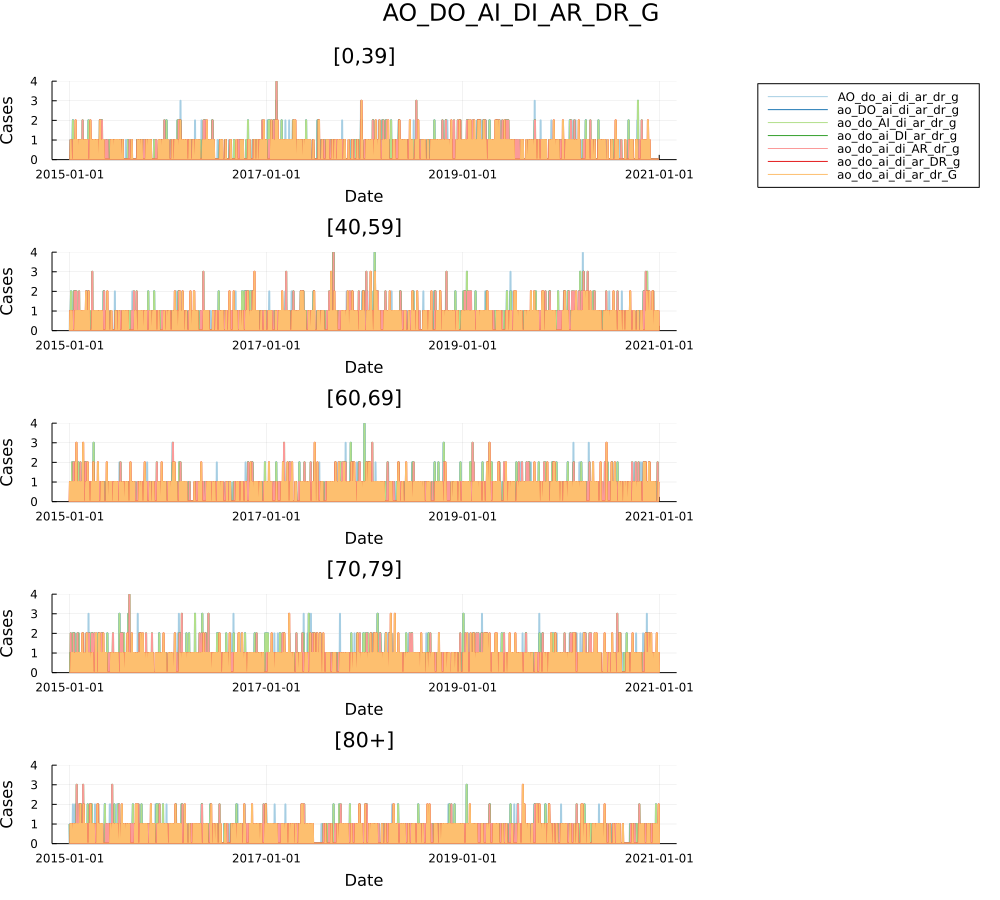 AO_DO_AI_DI_AR_DR_G
[0,39]
Cases
4
3
2
1
0
2015-01-01 2017-01-01 2019-01-01 2021-01-01
Date
AO_do_ai_di_ar_dr_g
ao_DO_ai_di_ar_dr_g
ao_do_AI_di_ar_dr_g
ao_do_ai_DI_ar_dr_g
ao_do_ai_di_AR_dr_g
ao_do_ai_di_ar_DR_g
ao_do_ai_di_ar_dr_G
[40,59]
Cases
4
3
2
1
0
2015-01-01 2017-01-01 2019-01-01 2021-01-01
Date
[60,69]
Cases
4
3
2
1
0
2015-01-01 2017-01-01 2019-01-01 2021-01-01
Date
[70,79]
Cases
4
3
2
1
0
2015-01-01 2017-01-01 2019-01-01 2021-01-01
Date
[80+]
Cases
4
3
2
1
0
2015-01-01 2017-01-01 2019-01-01 2021-01-01
Date